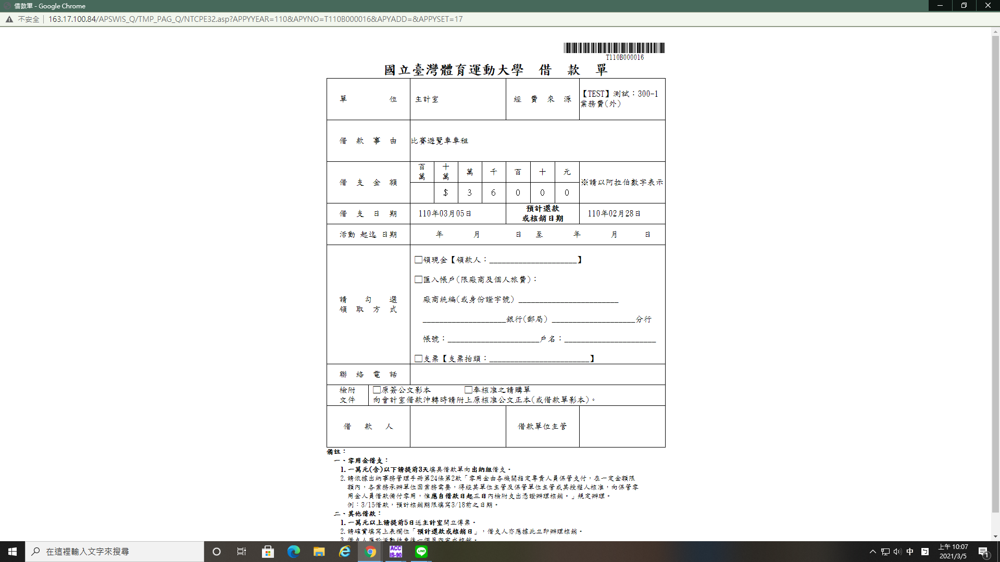 借款單 - Google Chrome
不安全 163.17.100.84/APSWIS_Q/TMP_PAG_Q/NTCPE32.asp?APPYYEAR=110&APYNO=T110B000016&APYADD=&APPYSET=17
T110B000016
國立臺灣體育運動大學 借 款 單
單 位 主計室 經 費 來 源 【TEST】測試：300-1
業務費(外)
借 款 事 由 比賽遊覽車車租
借 支 金 額 百萬 十萬 萬 千 百 十 元 ※請以阿拉伯數字表示
$ 3 6 0 0 0
借 支 日 期 110年03月05日 預計還款
或核銷日期 110年02月28日
活動 起迄 日期 年 月 日 至 年 月 日
請 勾 選
領 取 方 式
□領現金【領款人：_____________________】
□匯入帳戶(限廠商及個人旅費)：
廠商統編(或身份證字號) ________________________
____________________銀行(郵局) ____________________分行
帳號：______________________戶名：______________________
□支票【支票抬頭：________________________】
聯 絡 電 話
檢附
文件
□原簽公文影本 □奉核准之請購單
向會計室借款沖轉時請附上原核准公文正本(或借款單影本)。
借 款 人 借款單位主管
備註：
一、零用金借支：
1.一萬元(含)以下請提前3天填具借款單向出納組借支。
2.請依據出納事務管理手冊第24條第2款「零用金由各機關指定專責人員保管支付，在一定金額限
額內，各業務承辦單位因業務需要，得經其單位主管及保管單位主管或其授權人核准，向保管零
用金人員借款備付零用，惟應自借款日起三日內檢附支出憑證辦理核銷。」規定辦理。
例：3/15借款，預計核銷期限填寫3/18前之日期。
二、其他借款：
1.一萬元以上請提前5日送主計室開立傳票。
2.請確實填寫上表欄位「預計還款或核銷日」，借支人亦應據此立即辦理核銷。
3.借支人應於活動結束後一個月內完成核銷。
在這裡輸入文字來搜尋
ACC
IS-90
LINE
中
上午 10:07
2021/3/5
1